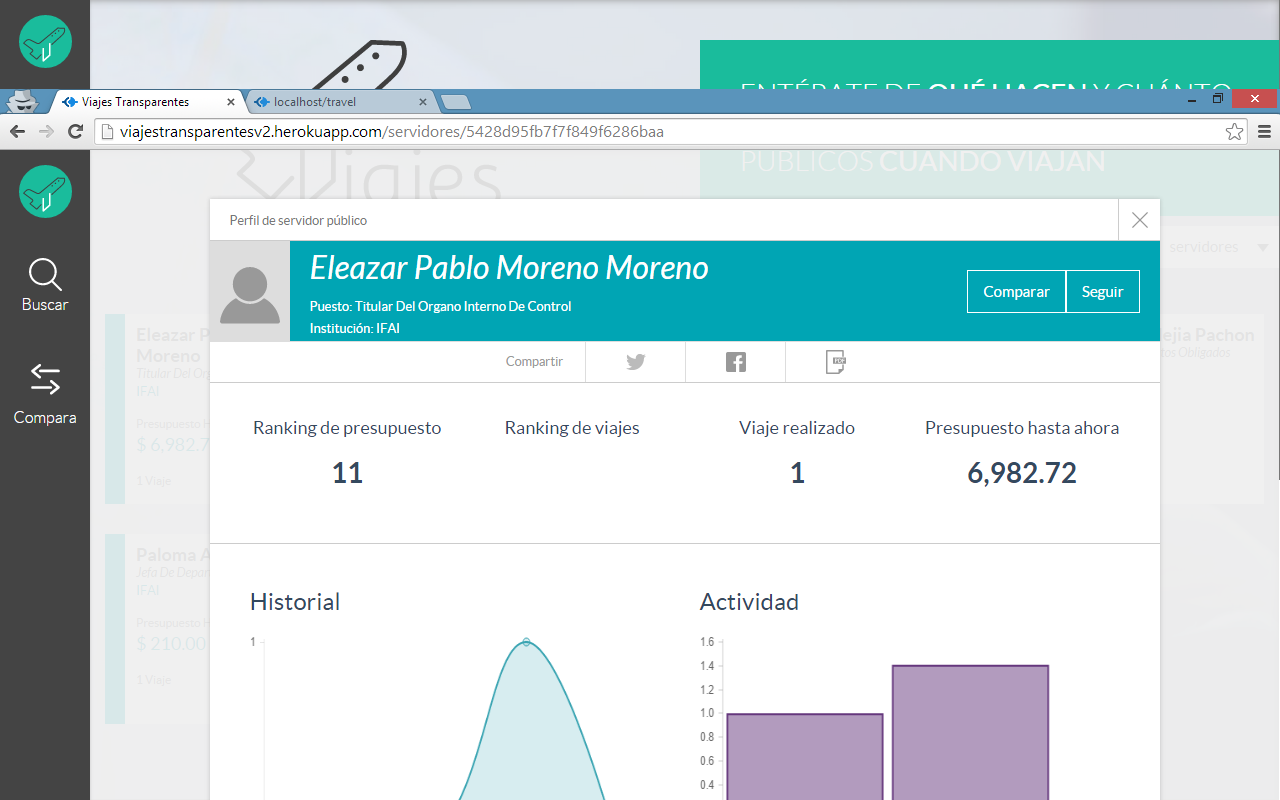 ENTÉRATE DE QUÉ HACEN Y CUÁNTO
Viajes Transparentes
localhost/travel
viajestransparentesv2.herokuapp.com/servidores/5428d95fb7f7f849f6286baa
Viajes
PÚBLICOS CUANDO VIAJAN
Perfil de servidor público
servidores
Eleazar Pablo Moreno Moreno
Puesto: Titular Del Organo Interno De Control
Institución: IFAI
Comparar
Seguir
Buscar
Compara
Compartir
PDF
Eleazar P
Moreno
Titular Del Org
IFAI
Presupuesto H
$ 6,982.7
1 Viaje
Pachon
Obligados
Ranking de presupuesto
11
Ranking de viajes
Viaje realizado
1
Presupuesto hasta ahora
6,982.72
Paloma A
Jefa De Depar
IFAI
Presupuesto H
$ 210.00
1 Viaje
Historial
1
Actividad
1.6
1.4
1.2
1.0
0.8
0.6
0.4